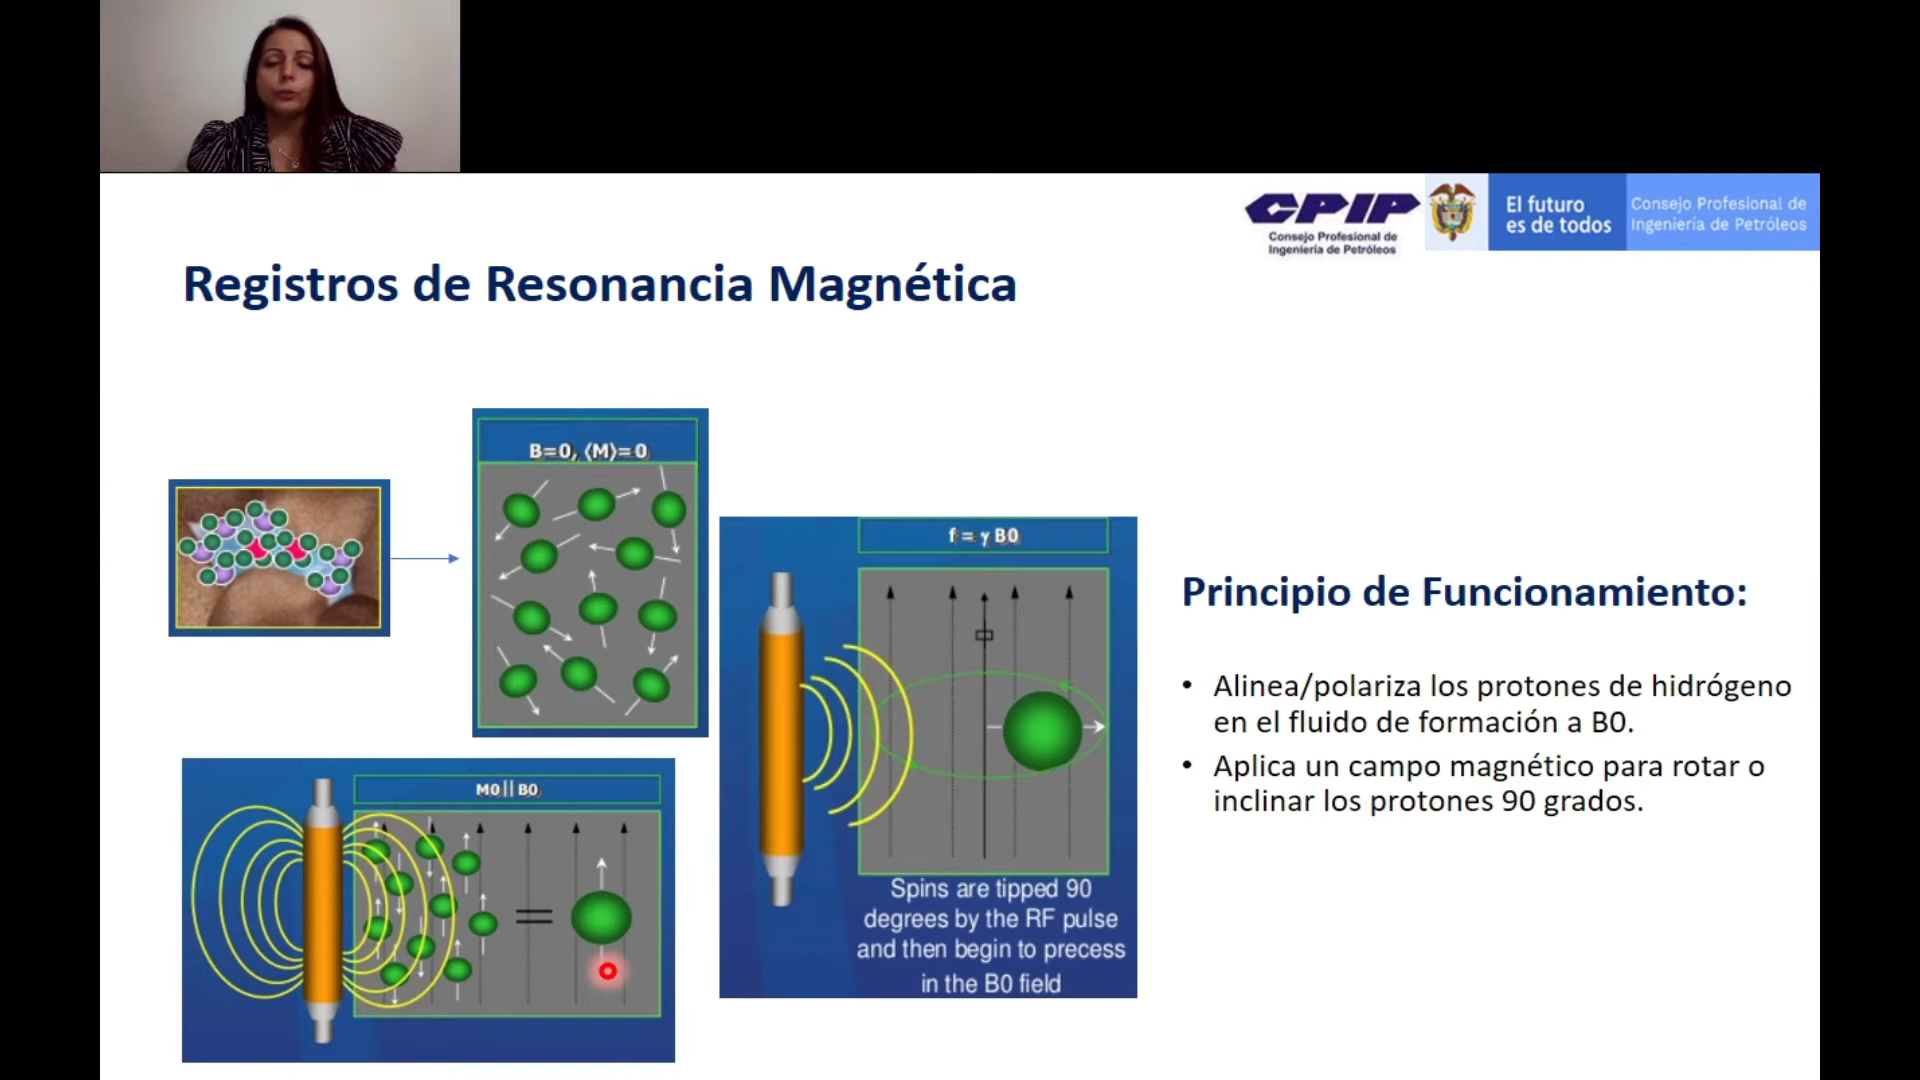 CPIP
Consejo Profesional de
Ingeniería de Petróleos
El futuro
es de todos
Consejo Profesional de
Ingeniería de Petróleos
Registros de Resonancia Magnética
B=0, ⟨M⟩=0
M0||B0
f = γ B0
Spins are tipped 90
degrees by the RF pulse
and then begin to precess
in the B0 field
Principio de Funcionamiento:
• Alinea/polariza los protones de hidrógeno
en el fluido de formación a B0.
• Aplica un campo magnético para rotar o
inclinar los protones 90 grados.